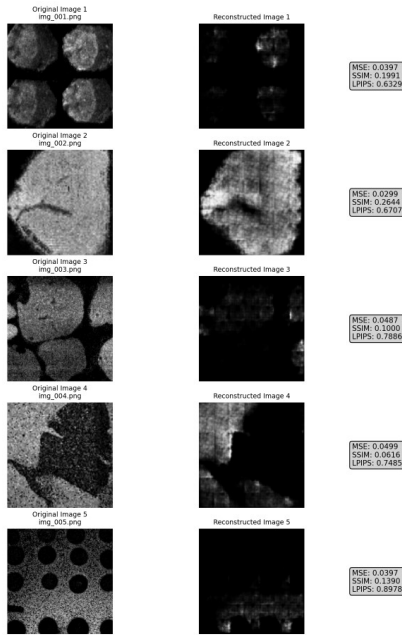 Original Image 1
img_001.png
Reconstructed Image 1
MSE: 0.0397
SSIM: 0.1991
LPIPS: 0.6329
Original Image 2
img_002.png
Reconstructed Image 2
MSE: 0.0299
SSIM: 0.2644
LPIPS: 0.6707
Original Image 3
img_003.png
Reconstructed Image 3
MSE: 0.0487
SSIM: 0.1000
LPIPS: 0.7886
Original Image 4
img_004.png
Reconstructed Image 4
MSE: 0.0499
SSIM: 0.0616
LPIPS: 0.7485
Original Image 5
img_005.png
Reconstructed Image 5
MSE: 0.0397
SSIM: 0.1390
LPIPS: 0.8978